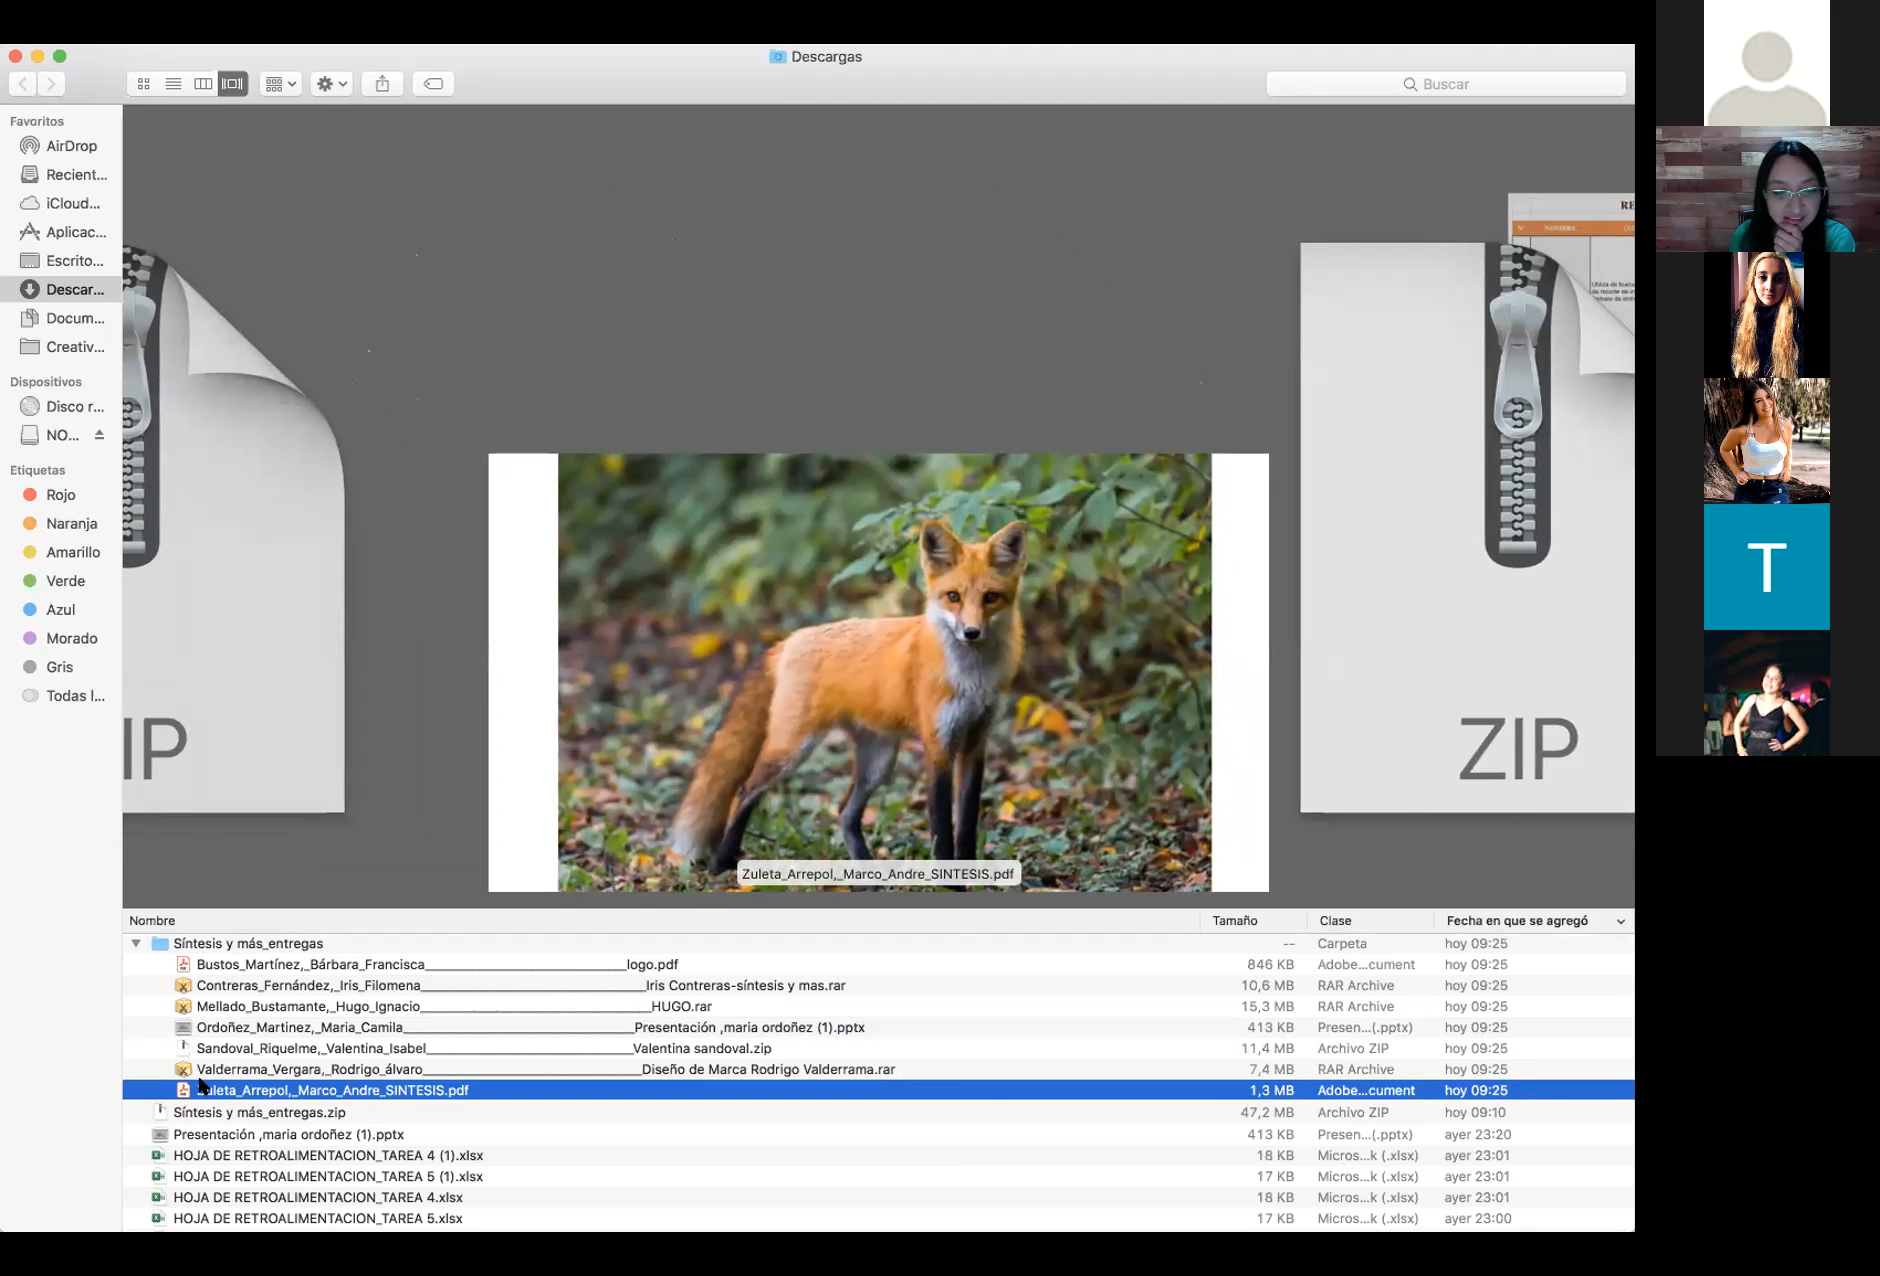 Descargas
Buscar
Favoritos
AirDrop
Recient...
iCloud...
Aplicac...
Escrito...
Descar...
Docum...
Creativ...
Dispositivos
Disco r...
NO...
Etiquetas
Rojo
Naranja
Amarillo
Verde
Azul
Morado
Gris
Todas l...
IP
RE
N° NOMBRE
ZIP
T
Zuleta_Arrepol,_Marco_Andre_SINTESIS.pdf
Nombre Tamaño Clase Fecha en que se agregó
Síntesis y más_entregas -- Carpeta hoy 09:25
Bustos_Martínez,_Bárbara_Francisca____________________________logo.pdf 846 KB Adobe...cument hoy 09:25
Contreras_Fernández,_Iris_Filomena_______________________________Iris Contreras-síntesis y mas.rar 10,6 MB RAR Archive hoy 09:25
Mellado_Bustamante,_Hugo_Ignacio________________________________HUGO.rar 15,3 MB RAR Archive hoy 09:25
Ordoñez_Martinez,_Maria_Camila________________________________Presentación ,maria ordoñez (1).pptx 413 KB Presen...(.pptx) hoy 09:25
Sandoval_Riquelme,_Valentina_Isabel_____________________________Valentina sandoval.zip 11,4 MB Archivo ZIP hoy 09:25
Valderrama_Vergara,_Rodrigo_álvaro______________________________Diseño de Marca Rodrigo Valderrama.rar 7,4 MB RAR Archive hoy 09:25
uleta_Arrepol,_Marco_Andre_SINTESIS.pdf 1,3 MB Adobe...cument hoy 09:25
Síntesis y más_entregas.zip 47,2 MB Archivo ZIP hoy 09:10
Presentación ,maria ordoñez (1).pptx 413 KB Presen...(.pptx) ayer 23:20
HOJA DE RETROALIMENTACION_TAREA 4 (1).xlsx 18 KB Micros...k (.xlsx) ayer 23:01
HOJA DE RETROALIMENTACION_TAREA 5 (1).xlsx 17 KB Micros...k (.xlsx) ayer 23:01
HOJA DE RETROALIMENTACION_TAREA 4.xlsx 18 KB Micros...k (.xlsx) ayer 23:01
HOJA DE RETROALIMENTACION_TAREA 5.xlsx 17 KB Micros...k (.xlsx) ayer 23:00